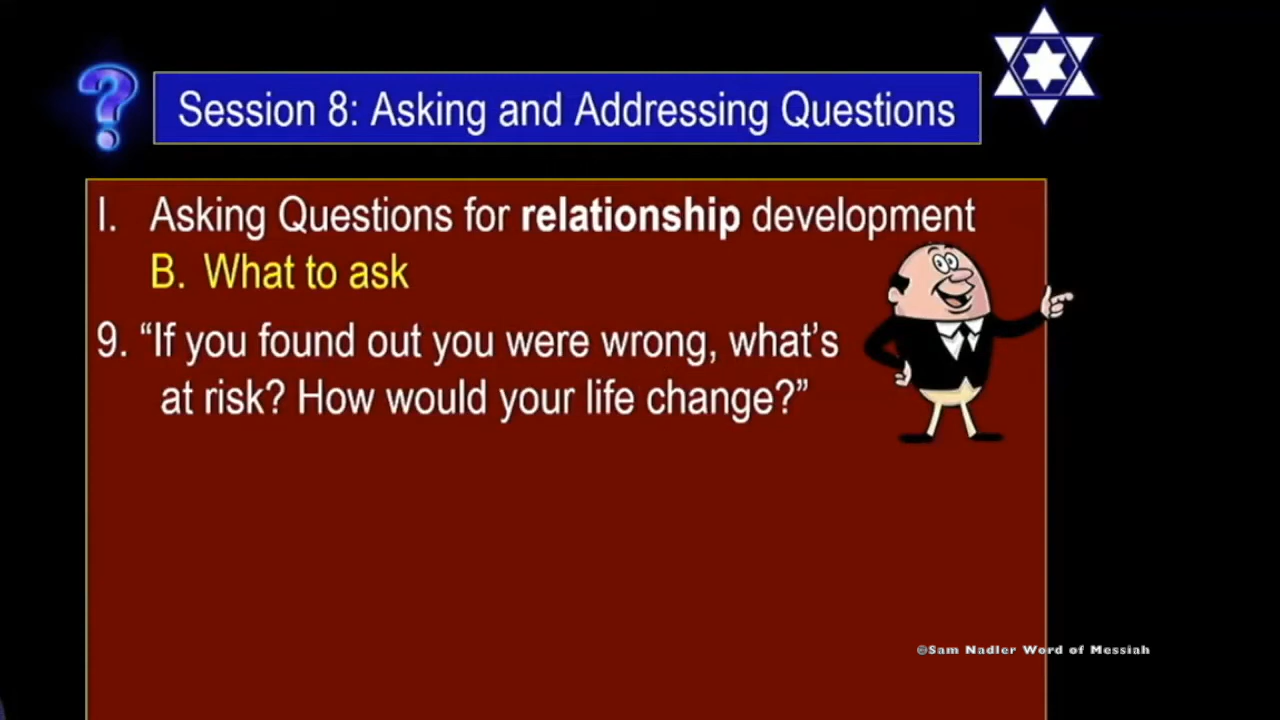 Session 8: Asking and Addressing Questions
I. Asking Questions for relationship development
B. What to ask
9. “If you found out you were wrong, what’s
at risk? How would your life change?”
©Sam Nadler Word of Messiah